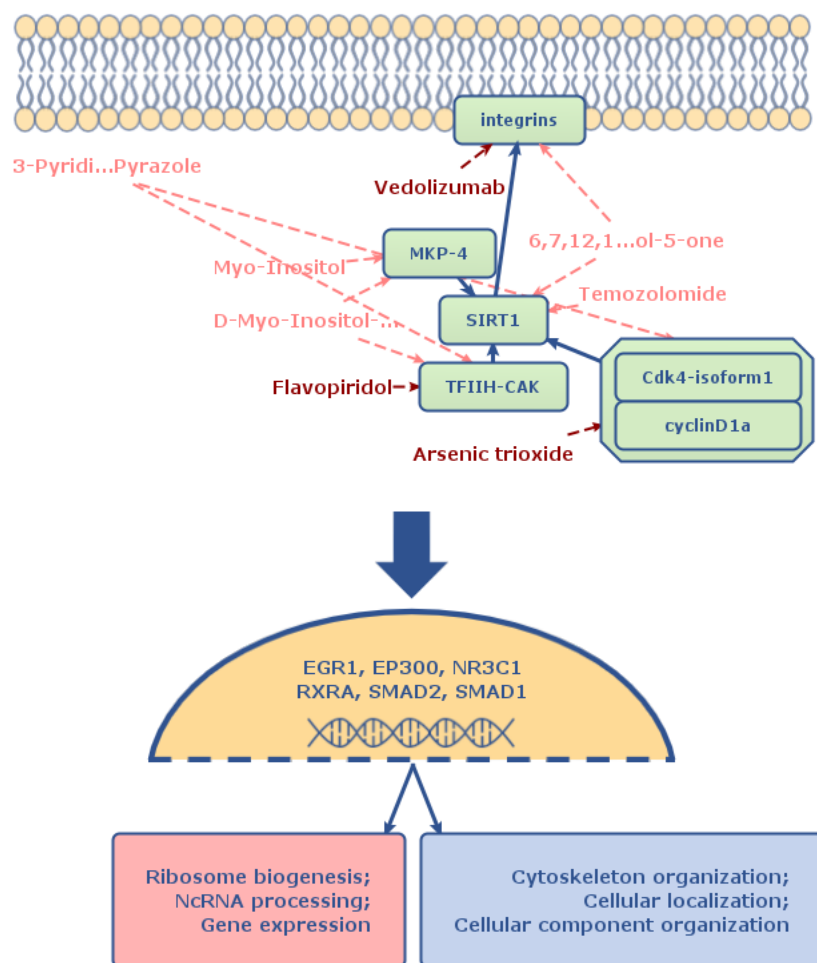 integrins
3-Pyridi...Pyrazole
Vedolizumab
6,7,12,1...ol-5-one
MKP-4
Myo-Inositol
Temozolomide
D-Myo-Inositol-...
SIRT1
Cdk4-isoform1
Flavopiridol
TFIIH-CAK
cyclinD1a
Arsenic trioxide
EGR1, EP300, NR3C1
RXRA, SMAD2, SMAD1
Ribosome biogenesis;
NcRNA processing;
Gene expression
Cytoskeleton organization;
Cellular localization;
Cellular component organization